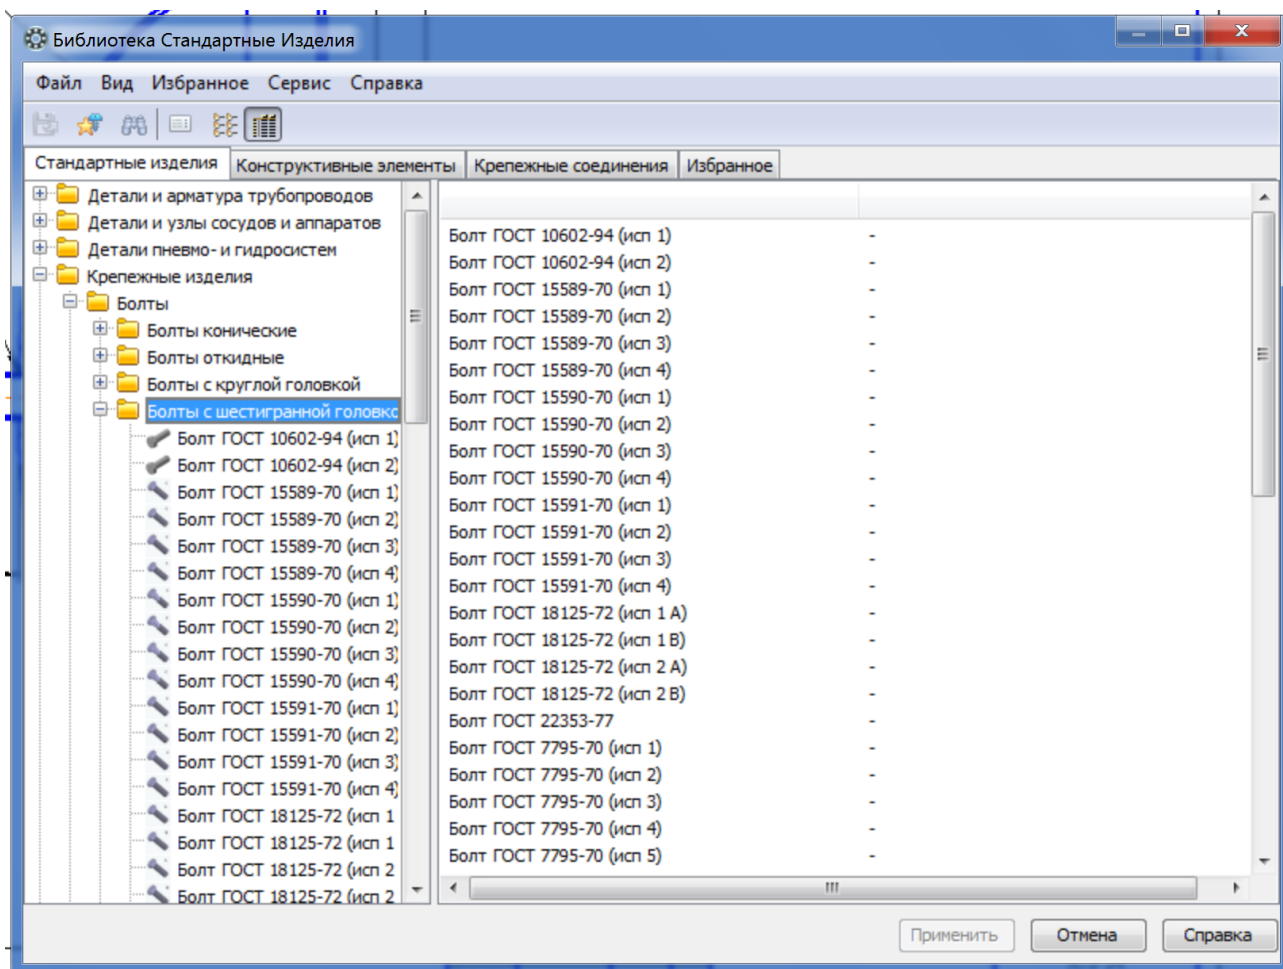 Библиотека Стандартные Изделия
Файл Вид Избранное Сервис Справка
Стандартные изделия Конструктивные элементы Крепежные соединения Избранное
Детали и арматура трубопроводов
Детали и узлы сосудов и аппаратов
Детали пневмо- и гидросистем
Крепежные изделия
Болты
Болты конические
Болты откидные
Болты с круглой головкой
Болты с шестигранной головкс
Болт ГОСТ 10602-94 (исп 1)
Болт ГОСТ 10602-94 (исп 2)
Болт ГОСТ 15589-70 (исп 1)
Болт ГОСТ 15589-70 (исп 2)
Болт ГОСТ 15589-70 (исп 3)
Болт ГОСТ 15589-70 (исп 4)
Болт ГОСТ 15590-70 (исп 1)
Болт ГОСТ 15590-70 (исп 2)
Болт ГОСТ 15590-70 (исп 3)
Болт ГОСТ 15590-70 (исп 4)
Болт ГОСТ 15591-70 (исп 1)
Болт ГОСТ 15591-70 (исп 2)
Болт ГОСТ 15591-70 (исп 3)
Болт ГОСТ 15591-70 (исп 4)
Болт ГОСТ 18125-72 (исп 1
Болт ГОСТ 18125-72 (исп 1
Болт ГОСТ 18125-72 (исп 2
Болт ГОСТ 18125-72 (исп 2
Болт ГОСТ 10602-94 (исп 1) -
Болт ГОСТ 10602-94 (исп 2) -
Болт ГОСТ 15589-70 (исп 1) -
Болт ГОСТ 15589-70 (исп 2) -
Болт ГОСТ 15589-70 (исп 3) -
Болт ГОСТ 15589-70 (исп 4) -
Болт ГОСТ 15590-70 (исп 1) -
Болт ГОСТ 15590-70 (исп 2) -
Болт ГОСТ 15590-70 (исп 3) -
Болт ГОСТ 15590-70 (исп 4) -
Болт ГОСТ 15591-70 (исп 1) -
Болт ГОСТ 15591-70 (исп 2) -
Болт ГОСТ 15591-70 (исп 3) -
Болт ГОСТ 15591-70 (исп 4) -
Болт ГОСТ 18125-72 (исп 1 А) -
Болт ГОСТ 18125-72 (исп 1 В) -
Болт ГОСТ 18125-72 (исп 2 А) -
Болт ГОСТ 18125-72 (исп 2 В) -
Болт ГОСТ 22353-77 -
Болт ГОСТ 7795-70 (исп 1) -
Болт ГОСТ 7795-70 (исп 2) -
Болт ГОСТ 7795-70 (исп 3) -
Болт ГОСТ 7795-70 (исп 4) -
Болт ГОСТ 7795-70 (исп 5) -
Применить Отмена Справка